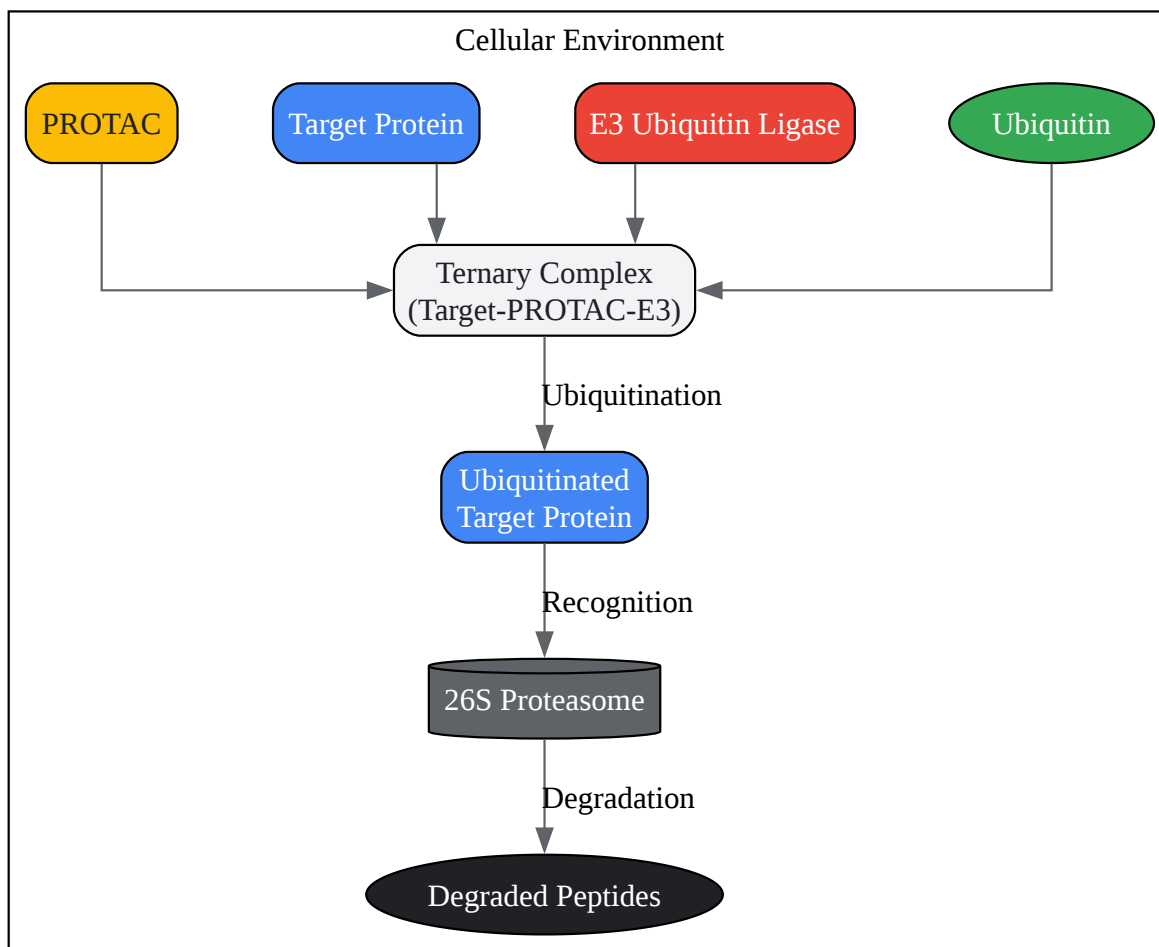 Cellular Environment
PROTAC
Target Protein
E3 Ubiquitin Ligase
Ubiquitin
Ternary Complex
(Target-PROTAC-E3)
Ubiquitination
Ubiquitinated
Target Protein
Recognition
26S Proteasome
Degradation
Degraded Peptides